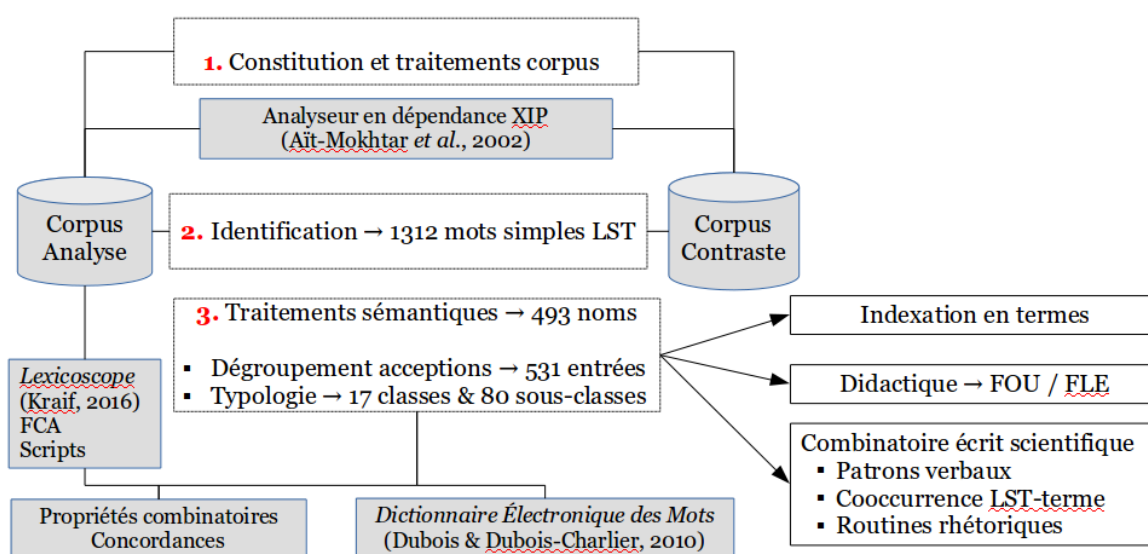 1. Constitution et traitements corpus
Analyseur en dépendance XIP
(Aït-Mokhtar et al., 2002)
Corpus
Analyse
2. Identification → 1312 mots simples LST
Corpus
Contraste
3. Traitements sémantiques → 493 noms
▪ Dégroupement acceptions → 531 entrées
▪ Typologie → 17 classes & 80 sous-classes
Indexation en termes
Didactique → FOU / FLE
Combinatoire écrit scientifique
▪ Patrons verbaux
▪ Cooccurrence LST-terme
▪ Routines rhétoriques
Lexicoscope
(Kraif, 2016)
FCA
Scripts
Propriétés combinatoires
Concordances
Dictionnaire Électronique des Mots
(Dubois & Dubois-Charlier, 2010)